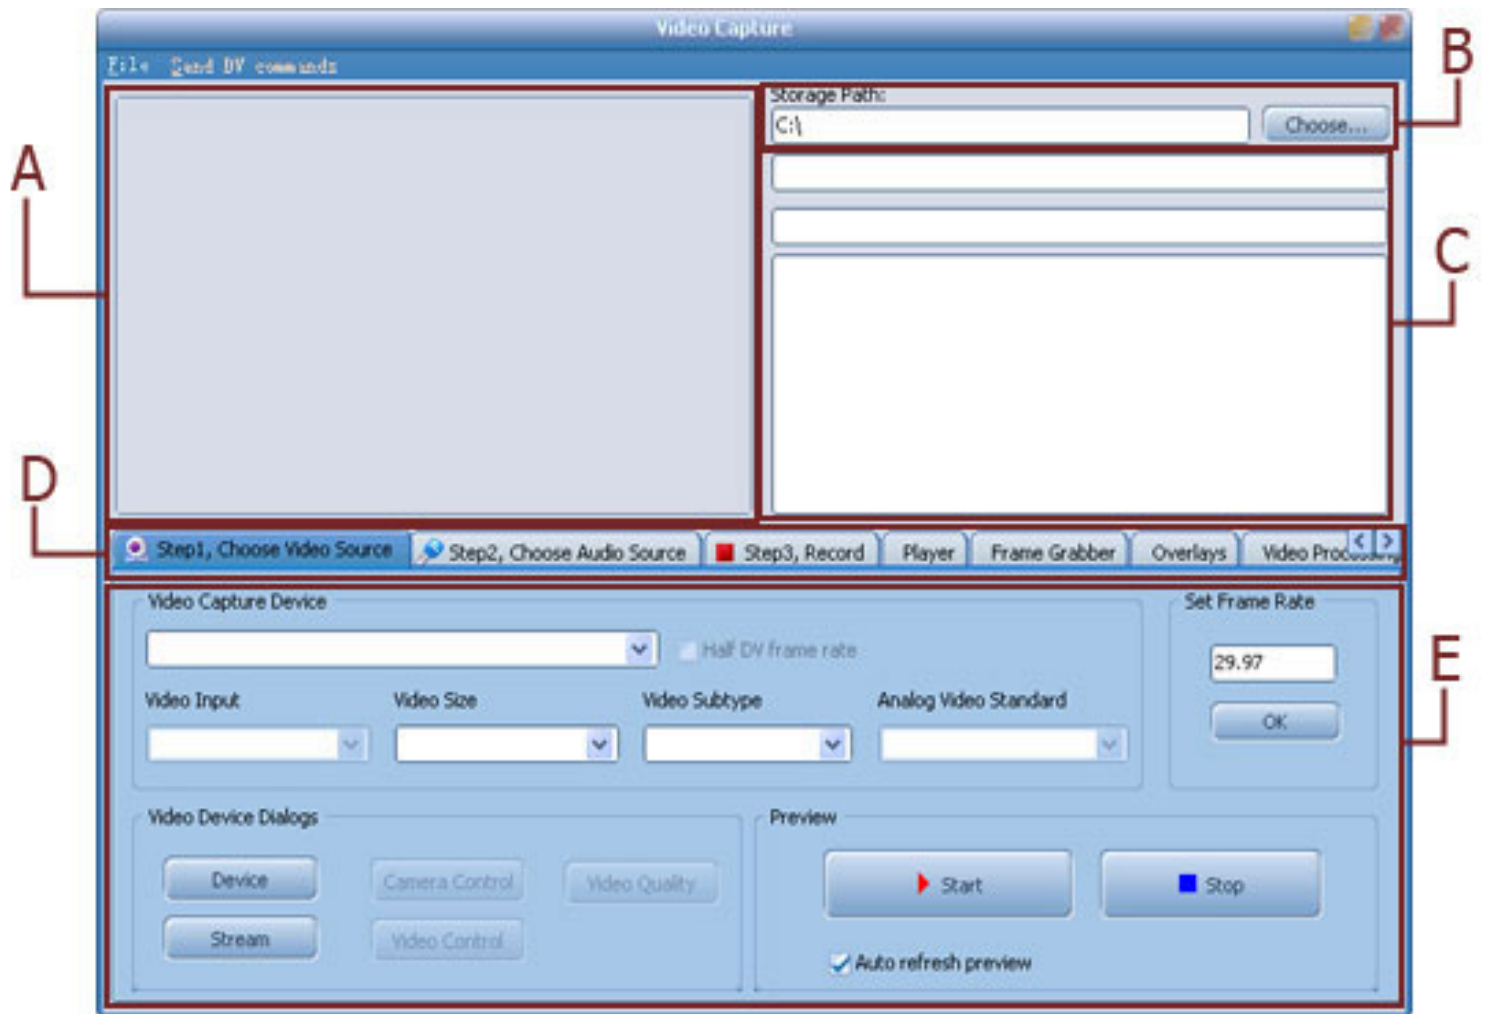 Video Capture
File Send DV commands
A
B
Storage Path:
C:\ Choose...
C
D
Step1, Choose Video Source Step2, Choose Audio Source Step3, Record Player Frame Grabber Overlays Video Processing
E
Video Capture Device
Half DV frame rate
Set Frame Rate
29.97
OK
Video Input Video Size Video Subtype Analog Video Standard
Video Device Dialogs
Device Camera Control Video Quality
Stream Video Control
Preview
Start Stop
Auto refresh preview